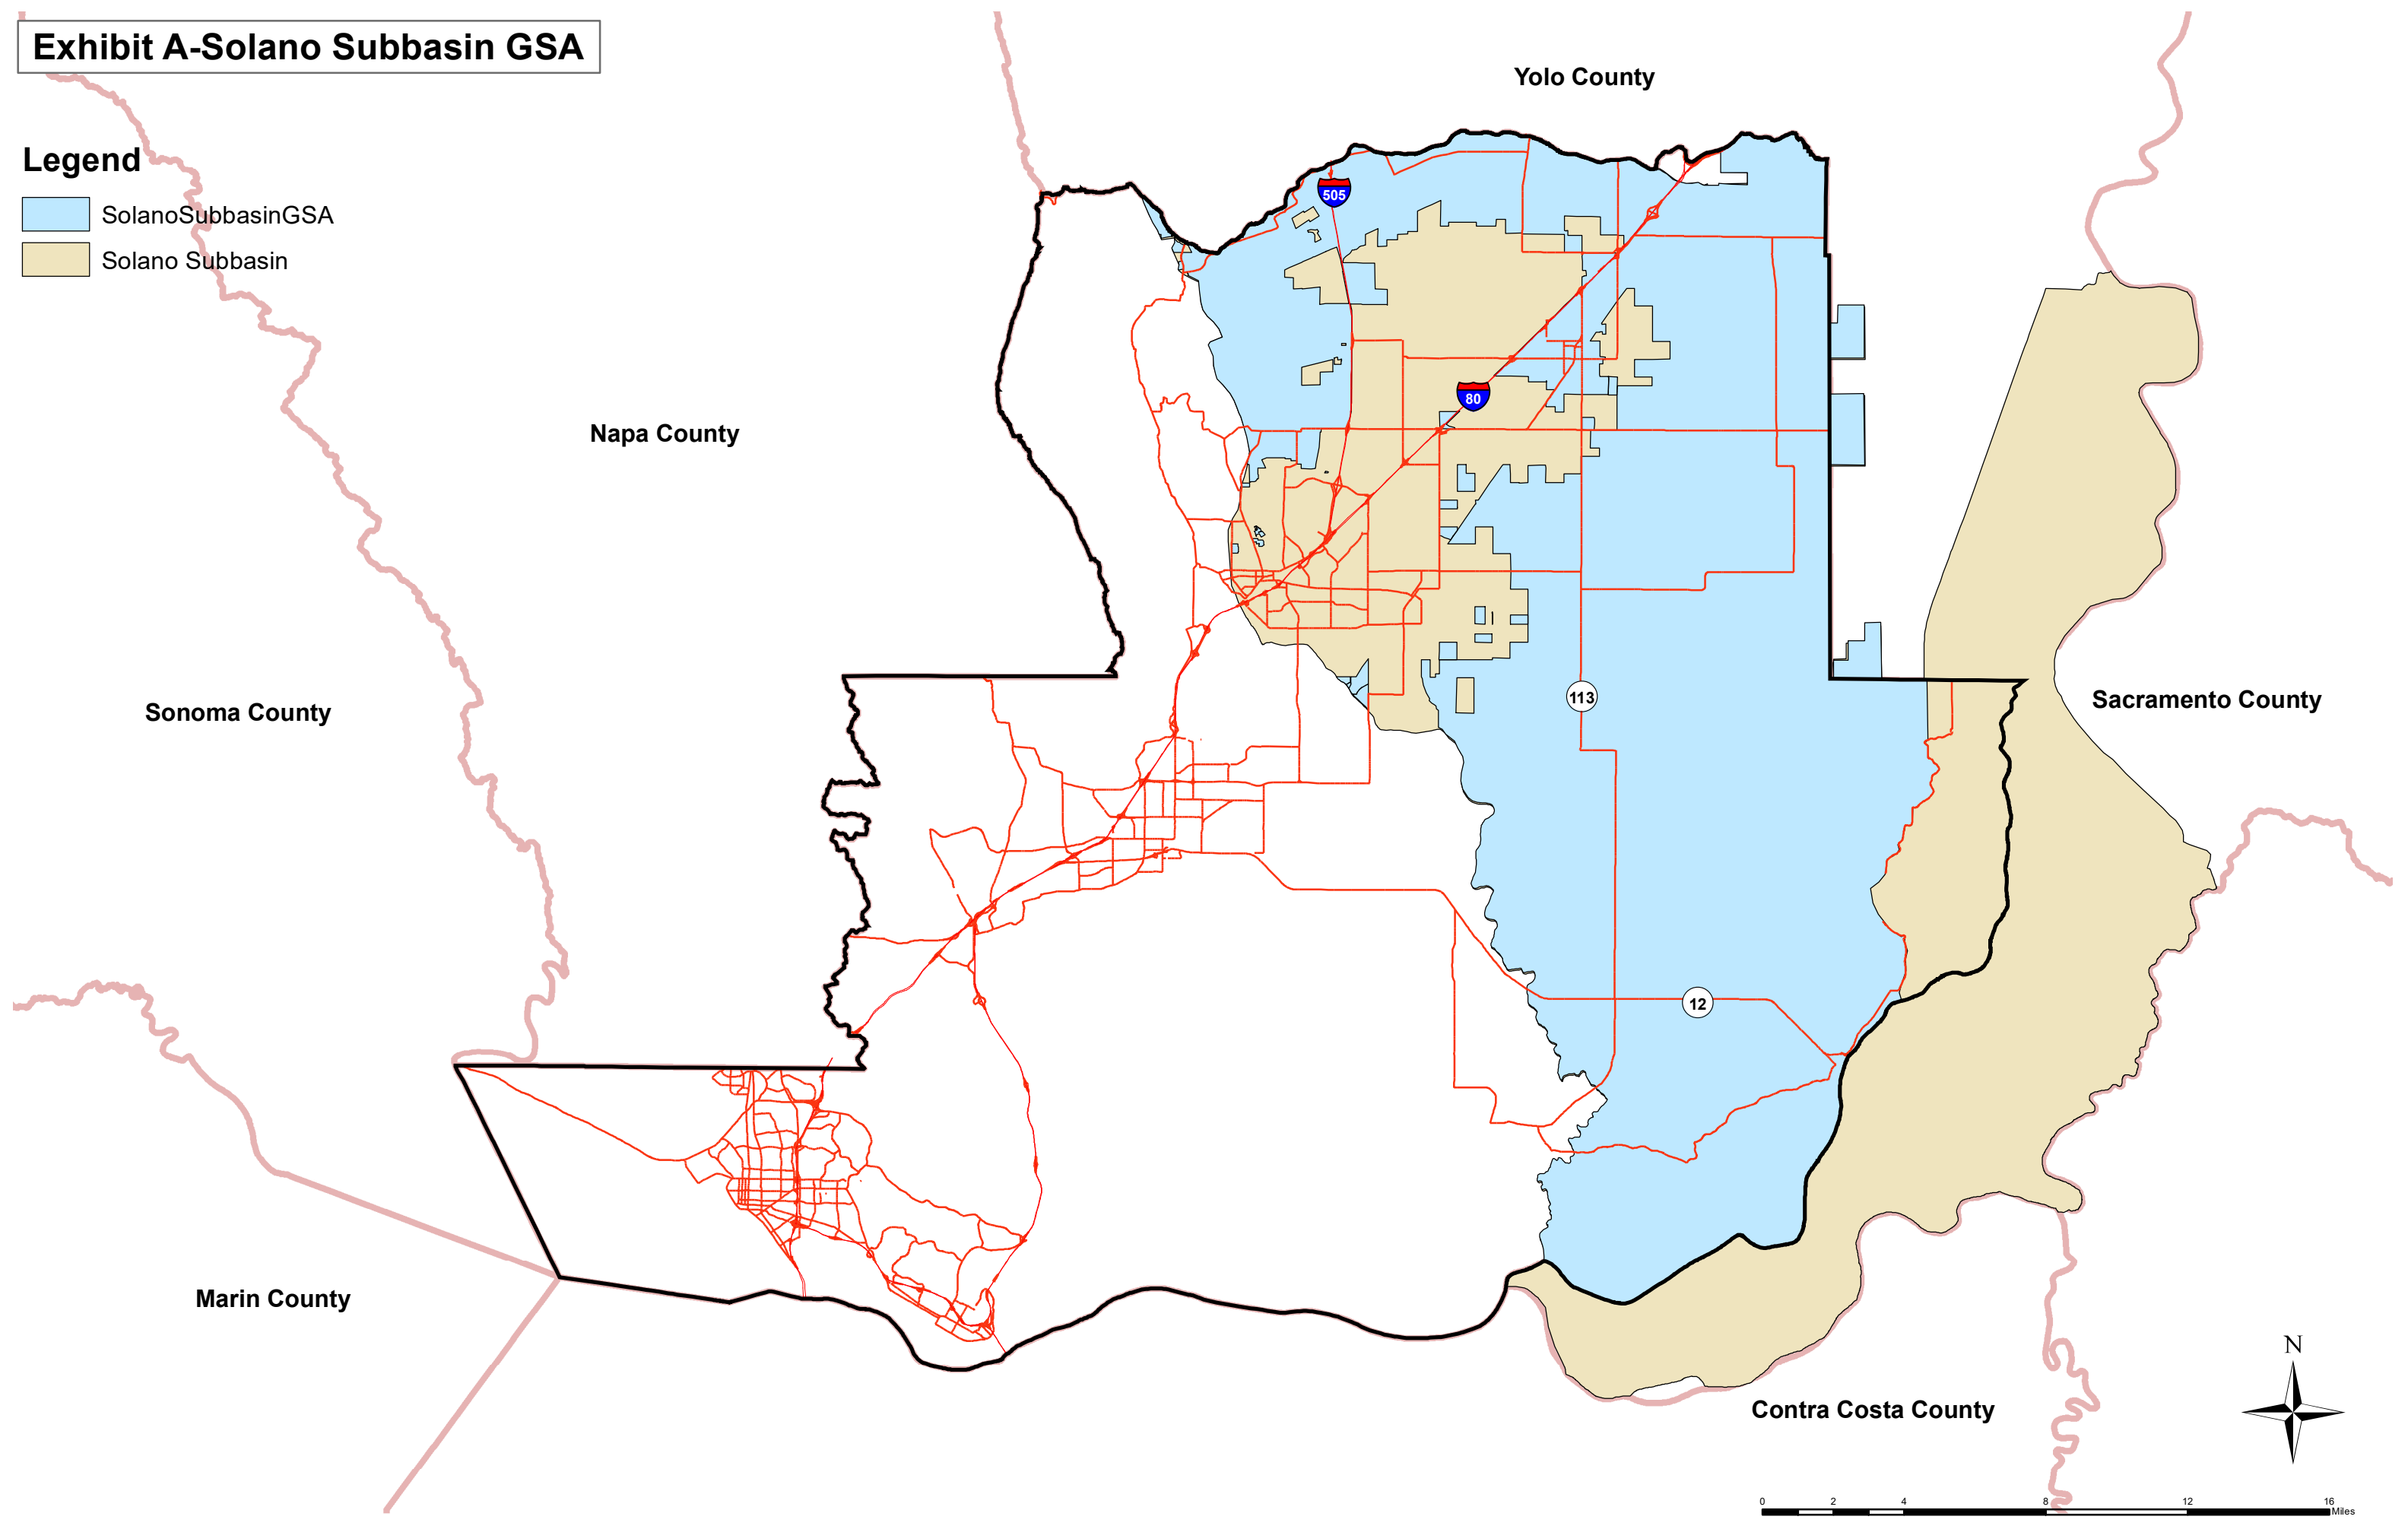 Exhibit A-Solano Subbasin GSA
Yolo County
Legend
SolanoSubbasinGSA
Solano Subbasin
505
80
Napa County
113
Sonoma County
Sacramento County
12
Marin County
Contra Costa County
N
0 2 4 8 12 16
Miles